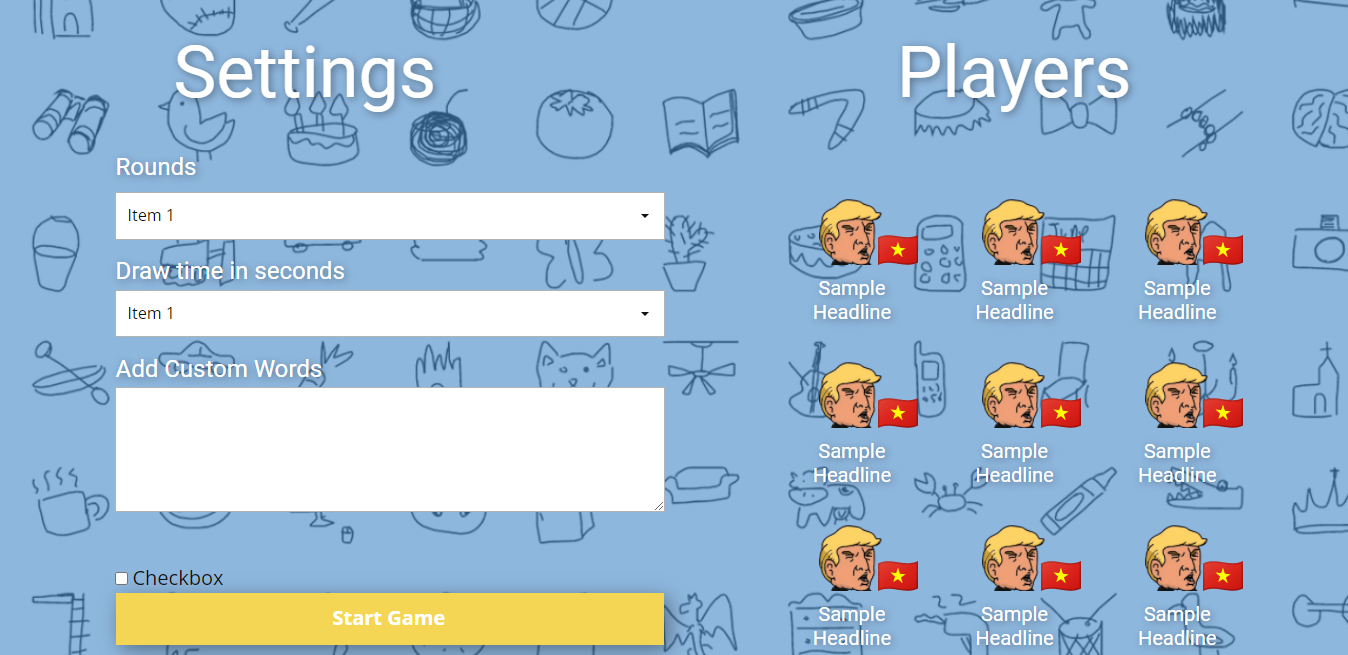 Settings
Players
Rounds
Item 1
Draw time in seconds
Item 1
Add Custom Words
Checkbox
Start Game
Sample
Headline
Sample
Headline
Sample
Headline
Sample
Headline
Sample
Headline
Sample
Headline
Sample
Headline
Sample
Headline
Sample
Headline